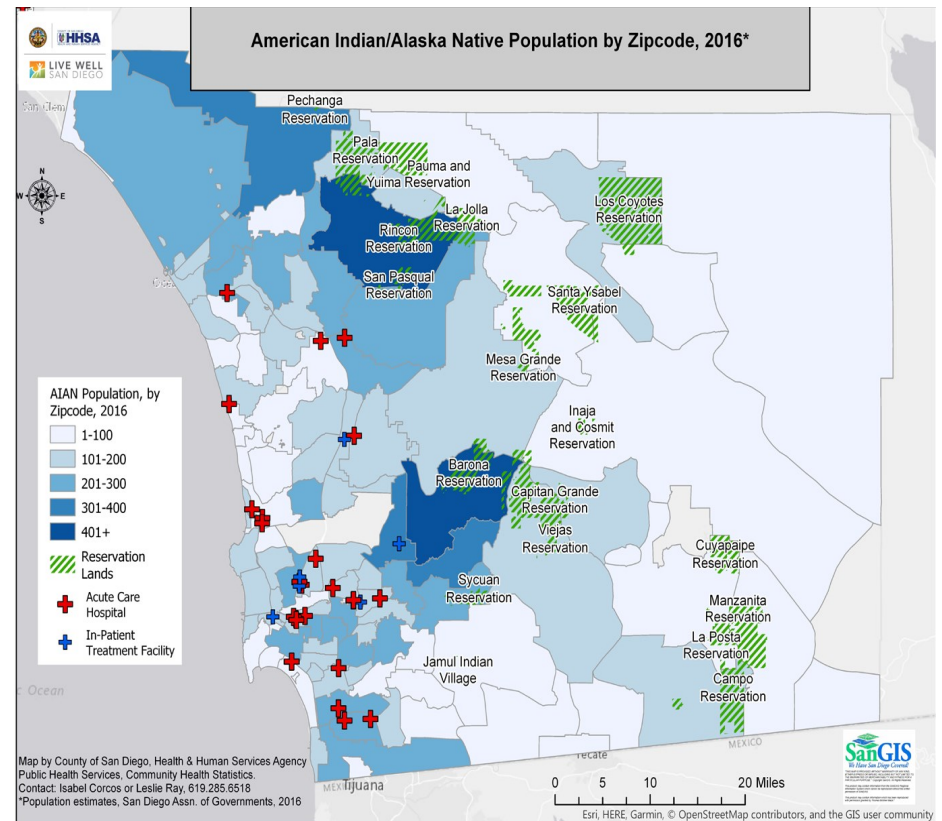 HHSA
LIVE WELL
SAN DIEGO
American Indian/Alaska Native Population by Zipcode, 2016*
San Clem
Pechanga
Reservation
Pala
Reservation
Pauma and
Yuima Reservation
La Jolla
Reservation
Los Coyotes
Reservation
Rincon
Reservation
San Pasqual
Reservation
Santa Ysabel
Reservation
Mesa Grande
Reservation
Inaja
and Cosmit
Reservation
Barona
Reservation
Capitan Grande
Reservation
Viejas
Reservation
Cuyapaipe
Reservation
Sycuan
Reservation
Manzanita
Reservation
La Posta
Reservation
Jamul Indian
Village
Campo
Reservation
N
W E
S
AIAN Population, by
Zipcode, 2016
1-100
101-200
201-300
301-400
401+
Reservation
Lands
Acute Care
Hospital
In-Patient
Treatment Facility
c Ocean
MEXICO
Tecate
Tijuana
Map by County of San Diego, Health & Human Services Agency
Public Health Services, Community Health Statistics.
Contact: Isabel Corcos or Leslie Ray, 619.285.6518
*Population estimates, San Diego Assn. of Governments, 2016
0 5 10 20 Miles
SanGIS
We Have San Diego Covered!
Esri, HERE, Garmin, © OpenStreetMap contributors, and the GIS user community